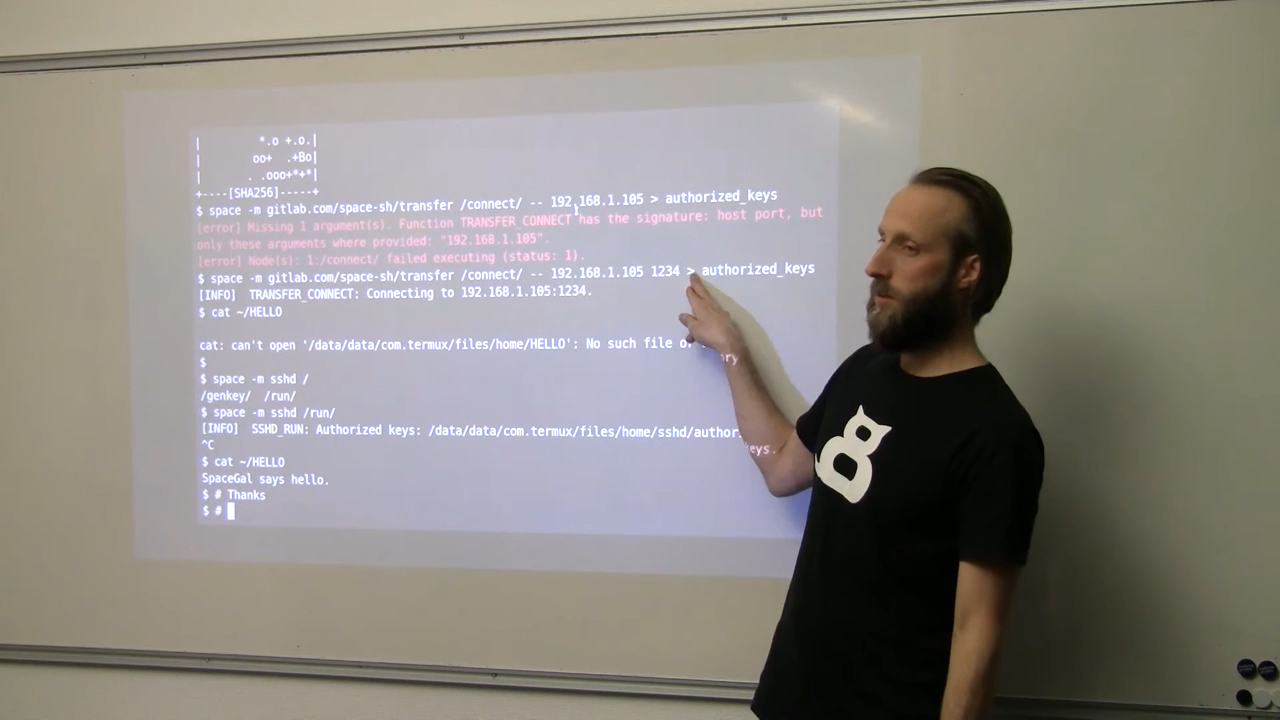 | *.o +.o.|
| oo+ .+Bo|
| . .ooo+*+*|
+----[SHA256]-----+
$ space -m gitlab.com/space-sh/transfer /connect/ -- 192.168.1.105 > authorized_keys
[error] Missing 1 argument(s). Function TRANSFER_CONNECT has the signature: host port, but
only these arguments where provided: "192.168.1.105".
[error] Node(s): 1:/connect/ failed executing (status: 1).
$ space -m gitlab.com/space-sh/transfer /connect/ -- 192.168.1.105 1234 > authorized_keys
[INFO] TRANSFER_CONNECT: Connecting to 192.168.1.105:1234.
$ cat ~/HELLO
cat: can't open '/data/data/com.termux/files/home/HELLO': No such file
$
$ space -m sshd /
/genkey/ /run/
$ space -m sshd /run/
[INFO] SSHD_RUN: Authorized keys: /data/data/com.termux/files/home/sshd/author keys.
^C
$ cat ~/HELLO
SpaceGal says hello.
$ # Thanks
$ #